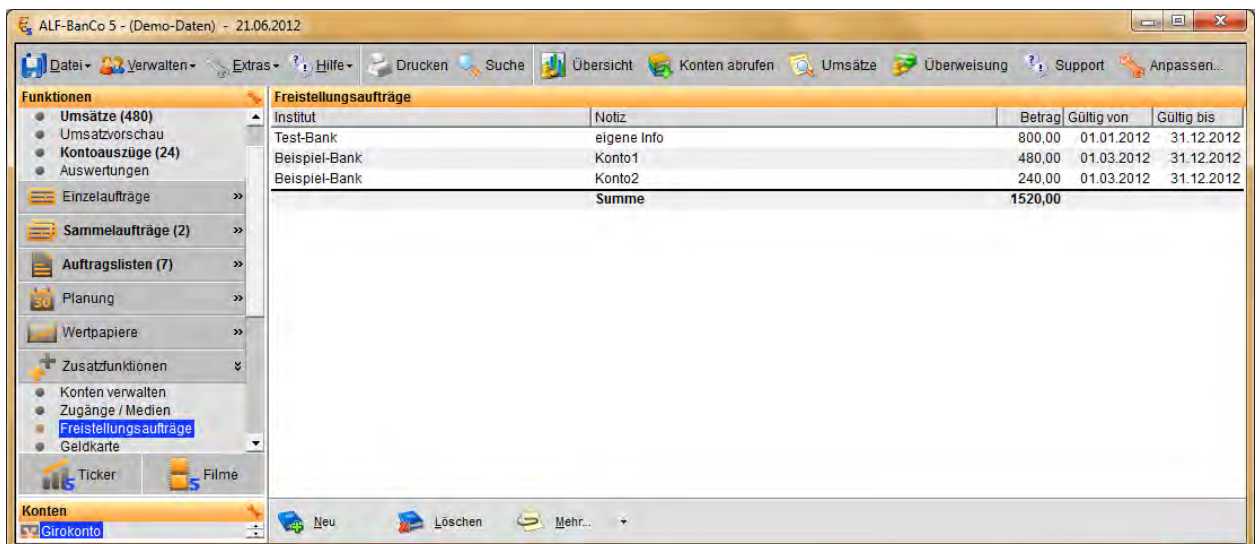 ALF-BanCo 5 - (Demo-Daten) - 21.06.2012
Datei Verwalten Extras Hilfe Drucken Suche Übersicht Konten abrufen Umsätze Überweisung Support Anpassen...
Funktionen
Umsätze (480)
Umsatzvorschau
Kontoauszüge (24)
Auswertungen
Einzelaufträge »
Sammelaufträge (2) »
Auftragslisten (7) »
30 Planung »
Wertpapiere »
Zusatzfunktionen
Konten verwalten
Zugänge / Medien
Freistellungsaufträge
Geldkarte
Ticker Filme
Konten
Girokonto
Freistellungsaufträge
Institut Notiz Betrag Gültig von Gültig bis
Test-Bank eigene Info 800,00 01.01.2012 31.12.2012
Beispiel-Bank Konto1 480,00 01.03.2012 31.12.2012
Beispiel-Bank Konto2 240,00 01.03.2012 31.12.2012
Summe 1520,00
Neu Löschen Mehr...